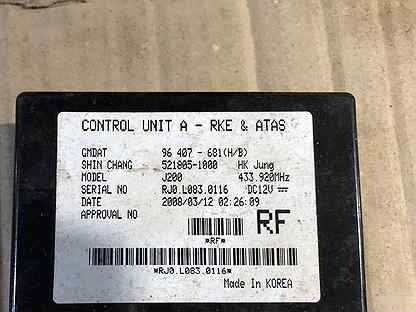 CONTROL UNIT A - RKE & ATAS
GMDAT 96 407 - 681(H/B)
SHIN CHANG 521805-1000 HK Jung
MODEL J200 433.920MHz
SERIAL NO RJ0.L083.0116 DC12V ⎓
DATE 2008/03/12 02:26:09
APPROVAL NO
RF
*RF*
*RJ0.L083.0116*
Made In KOREA